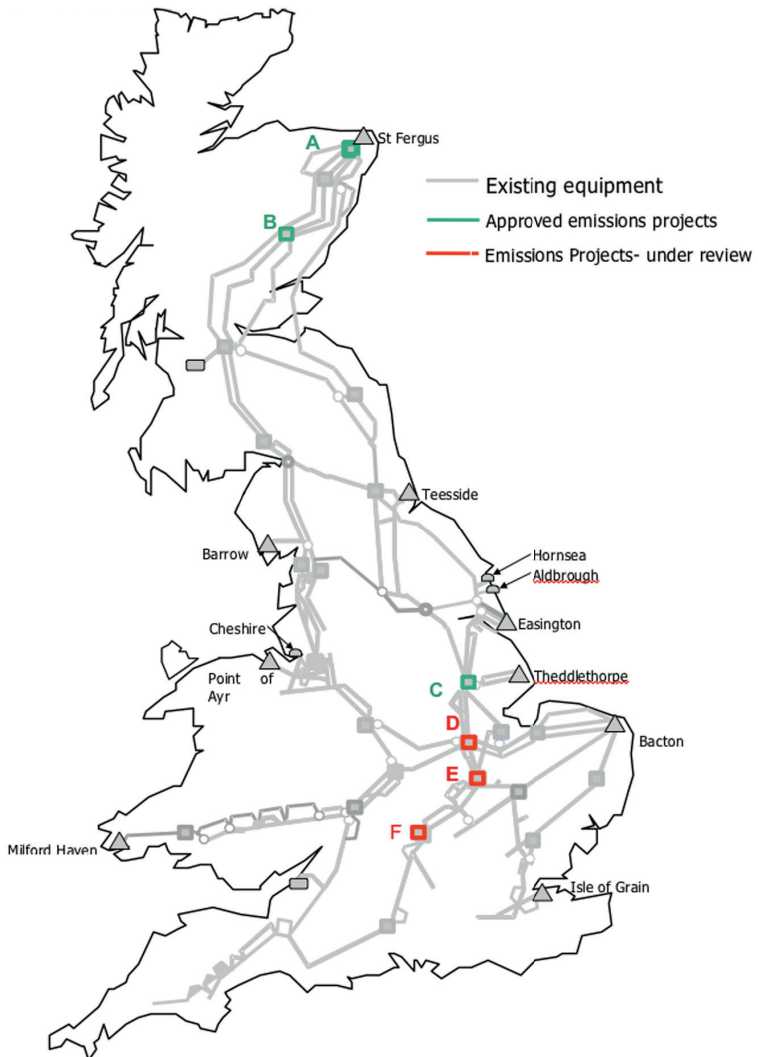 A
St Fergus
Existing equipment
B
Approved emissions projects
Emissions Projects- under review
Teesside
Barrow
Hornsea
Aldbrough
Cheshire
Easington
Point of
Ayr
Theddlethorpe
C
D
Bacton
E
F
Milford Haven
Isle of Grain